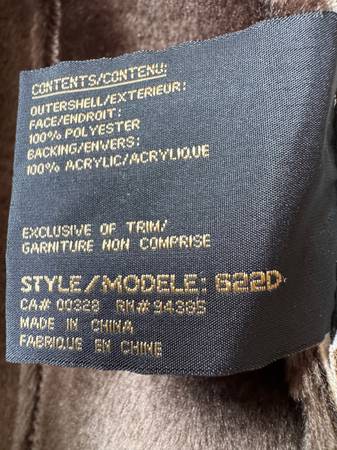 CONTENTS/CONTENU:
OUTERSHELL/EXTERIEUR:
FACE/ENDROIT:
100% POLYESTER
BACKING/ENVERS:
100% ACRYLIC/ACRYLIQUE
EXCLUSIVE OF TRIM/
GARNITURE NON COMPRISE
STYLE/MODELE: 622D
CA# 00328 RN# 94385
MADE IN CHINA
FABRIQUE EN CHINE